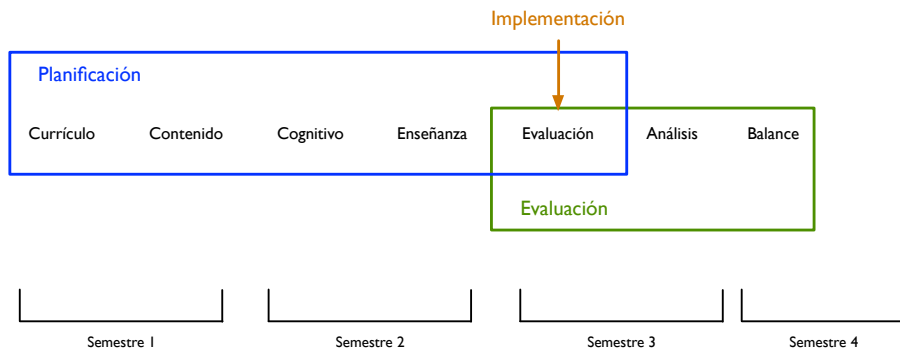 Implementación
Planificación
Currículo Contenido Cognitivo Enseñanza Evaluación Análisis Balance
Evaluación
Semestre 1 Semestre 2 Semestre 3 Semestre 4